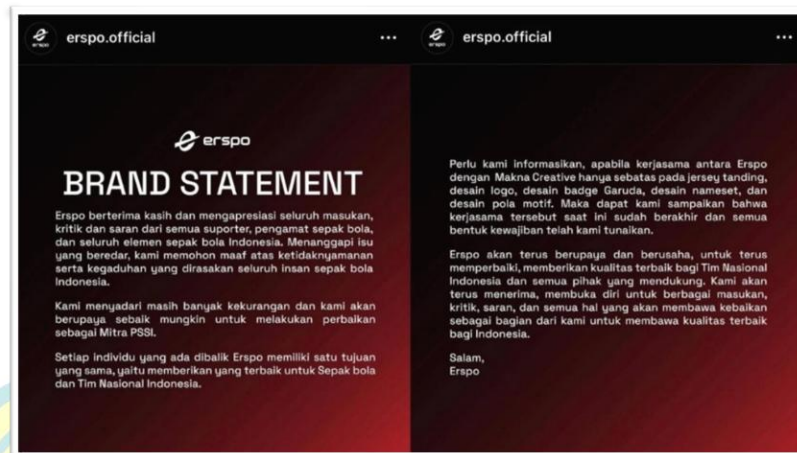 erspo.official
erspo
BRAND STATEMENT
Erspo berterima kasih dan mengapresiasi seluruh masukan,
kritik dan saran dari semua suporter, pengamat sepak bola,
dan seluruh elemen sepak bola Indonesia. Menanggapi isu
yang beredar, kami memohon maaf atas ketidaknyamanan
serta kegaduhan yang dirasakan seluruh insan sepak bola
Indonesia.
Kami menyadari masih banyak kekurangan dan kami akan
berupaya sebaik mungkin untuk melakukan perbaikan
sebagai Mitra PSSI.
Setiap individu yang ada dibalik Erspo memiliki satu tujuan
yang sama, yaitu memberikan yang terbaik untuk Sepak bola
dan Tim Nasional Indonesia.
erspo.official
Perlu kami informasikan, apabila kerjasama antara Erspo
dengan Makna Creative hanya sebatas pada jersey tanding,
desain logo, desain badge Garuda, desain nameset, dan
desain pola motif. Maka dapat kami sampaikan bahwa
kerjasama tersebut saat ini sudah berakhir dan semua
bentuk kewajiban telah kami tunaikan.
Erspo akan terus berupaya dan berusaha, untuk terus
memperbaiki, memberikan kualitas terbaik bagi Tim Nasional
Indonesia dan semua pihak yang mendukung. Kami akan
terus menerima, membuka diri untuk berbagai masukan,
kritik, saran, dan semua hal yang akan membawa kebaikan
sebagai bagian dari kami untuk membawa kualitas terbaik
bagi Indonesia.
Salam,
Erspo